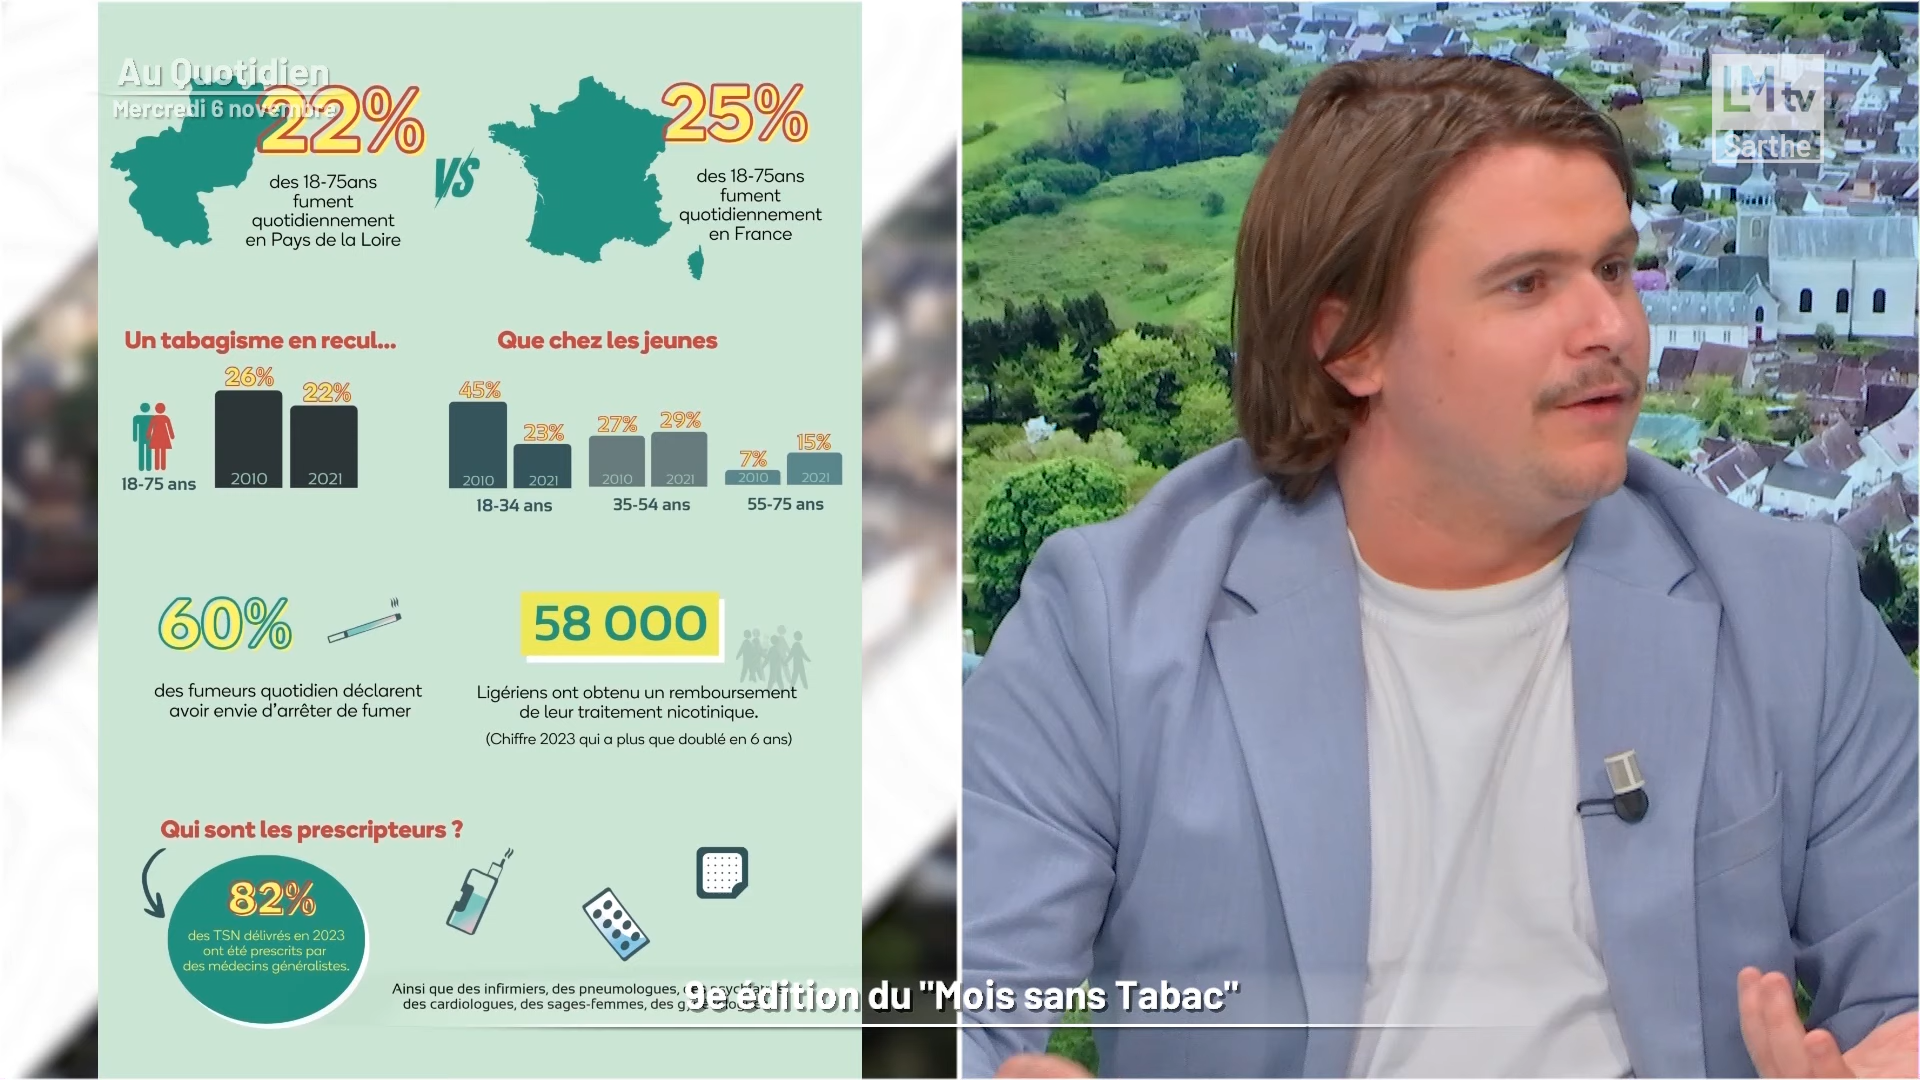 Au Quotidien
Mercredi 6 novembre
22%
des 18-75ans
fument
quotidiennement
en Pays de la Loire
VS
25%
des 18-75ans
fument
quotidiennement
en France
Un tabagisme en recul...
26%
22%
2010
2021
18-75 ans
Que chez les jeunes
45%
23%
27%
29%
7%
15%
2010
2021
2010
2021
2010
2021
18-34 ans
35-54 ans
55-75 ans
60%
des fumeurs quotidien déclarent
avoir envie d'arrêter de fumer
58 000
Ligériens ont obtenu un remboursement
de leur traitement nicotinique.
(Chiffre 2023 qui a plus que doublé en 6 ans)
Qui sont les prescripteurs ?
82%
des TSN délivrés en 2023
ont été prescrits par
des médecins généralistes.
Ainsi que des infirmiers, des pneumologues,
des cardiologues, des sages-femmes, des
9e édition du "Mois sans Tabac"
LMtv
Sarthe